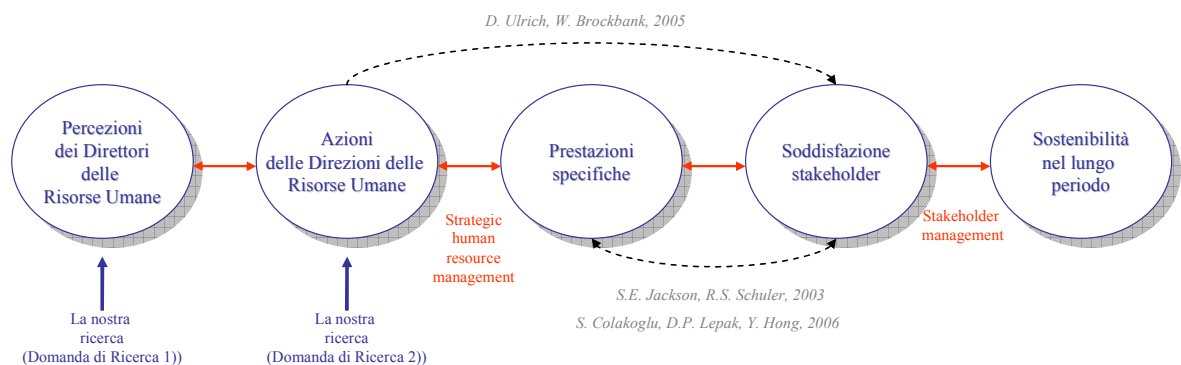 D. Ulrich, W. Brockbank, 2005
Percezioni
dei Direttori
delle
Risorse Umane
Azioni
delle Direzioni delle
Risorse Umane
Prestazioni
specifiche
Soddisfazione
stakeholder
Sostenibilità
nel lungo
periodo
Strategic
human
resource
management
Stakeholder
management
S.E. Jackson, R.S. Schuler, 2003
S. Colakoglu, D.P. Lepak, Y. Hong, 2006
La nostra
ricerca
(Domanda di Ricerca 1))
La nostra
ricerca
(Domanda di Ricerca 2))